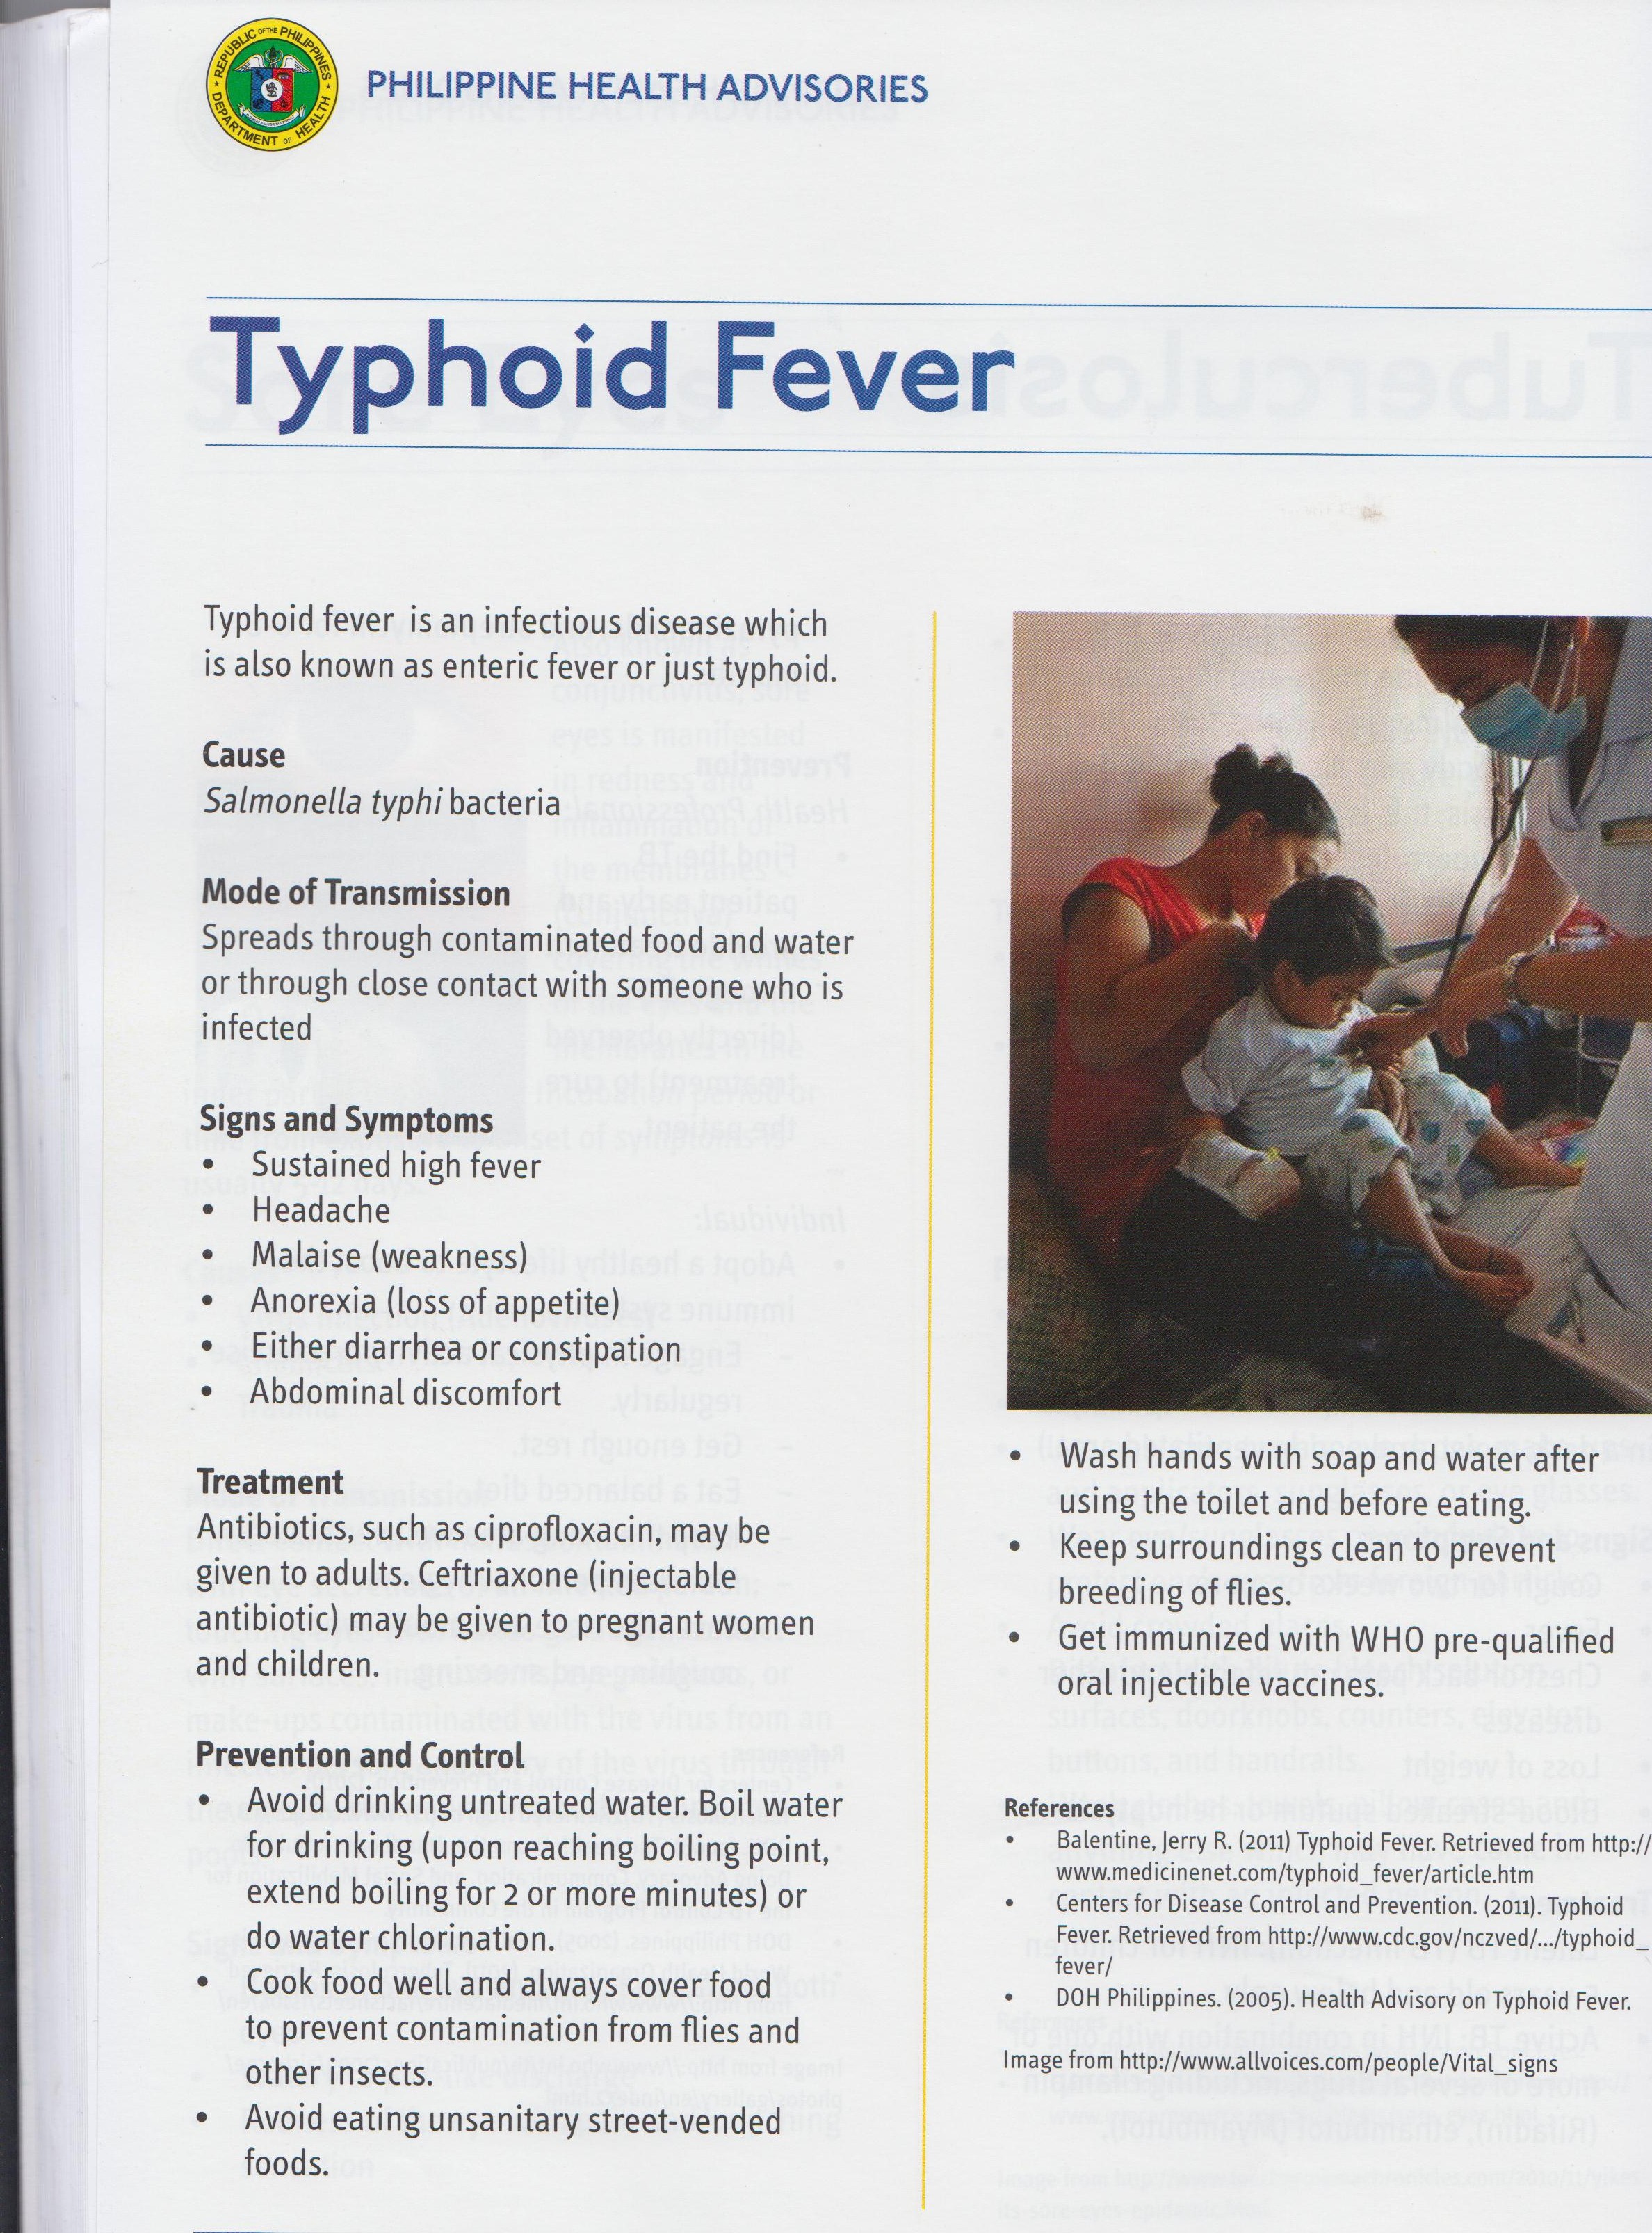 REPUBLIC OF THE PHILIPPINES
DEPARTMENT OF HEALTH
PHILIPPINE HEALTH ADVISORIES
Typhoid Fever
Typhoid fever is an infectious disease which
is also known as enteric fever or just typhoid.
Cause
Salmonella typhi bacteria
Mode of Transmission
Spreads through contaminated food and water
or through close contact with someone who is
infected
Signs and Symptoms
• Sustained high fever
• Headache
• Malaise (weakness)
• Anorexia (loss of appetite)
• Either diarrhea or constipation
• Abdominal discomfort
Treatment
Antibiotics, such as ciprofloxacin, may be
given to adults. Ceftriaxone (injectable
antibiotic) may be given to pregnant women
and children.
Prevention and Control
• Avoid drinking untreated water. Boil water
for drinking (upon reaching boiling point,
extend boiling for 2 or more minutes) or
do water chlorination.
• Cook food well and always cover food
to prevent contamination from flies and
other insects.
• Avoid eating unsanitary street-vended
foods.
• Wash hands with soap and water after
using the toilet and before eating.
• Keep surroundings clean to prevent
breeding of flies.
• Get immunized with WHO pre-qualified
oral injectible vaccines.
References
• Balentine, Jerry R. (2011) Typhoid Fever. Retrieved from http://
www.medicinenet.com/typhoid_fever/article.htm
• Centers for Disease Control and Prevention. (2011). Typhoid
Fever. Retrieved from http://www.cdc.gov/nczved/.../typhoid_
fever/
• DOH Philippines. (2005). Health Advisory on Typhoid Fever.
Image from http://www.allvoices.com/people/Vital_signs